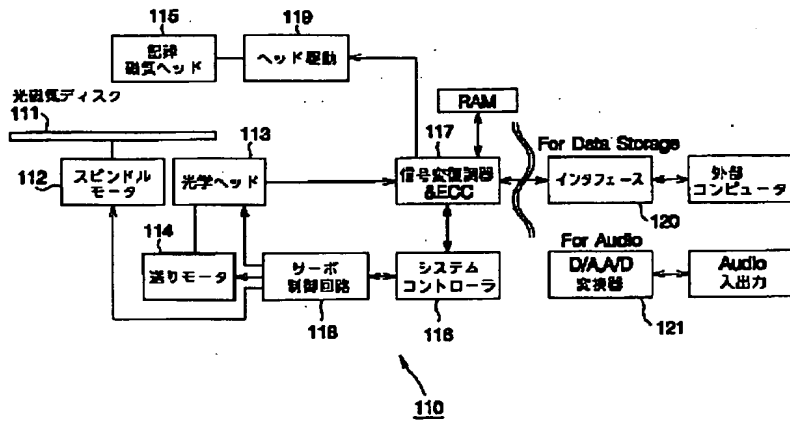 115
119
記録
磁気ヘッド
ヘッド駆動
光磁気ディスク
111
RAM
113
117
For Data Storage
112
スピンドル
モータ
光学ヘッド
信号変復調器
&ECC
インタフェース
外部
コンピュータ
120
114
For Audio
送りモータ
サーボ
制御回路
システム
コントローラ
D/A,A/D
変換器
Audio
入出力
118
116
121
110